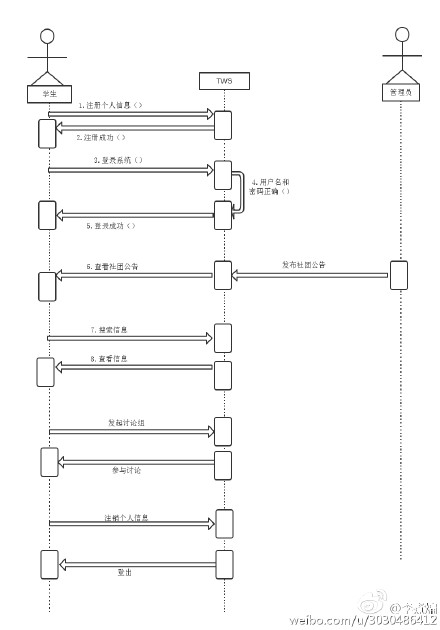 TWS
学生
管理员
1.注册个人信息（）
2.注册成功（）
3.登录系统（）
4.用户名和
密码正确（）
5.登录成功（）
6.查看社团公告
发布社团公告
7.搜索信息
8.查看信息
发起讨论组
参与讨论
注销个人信息
登出
weibo.com/u/3030486412